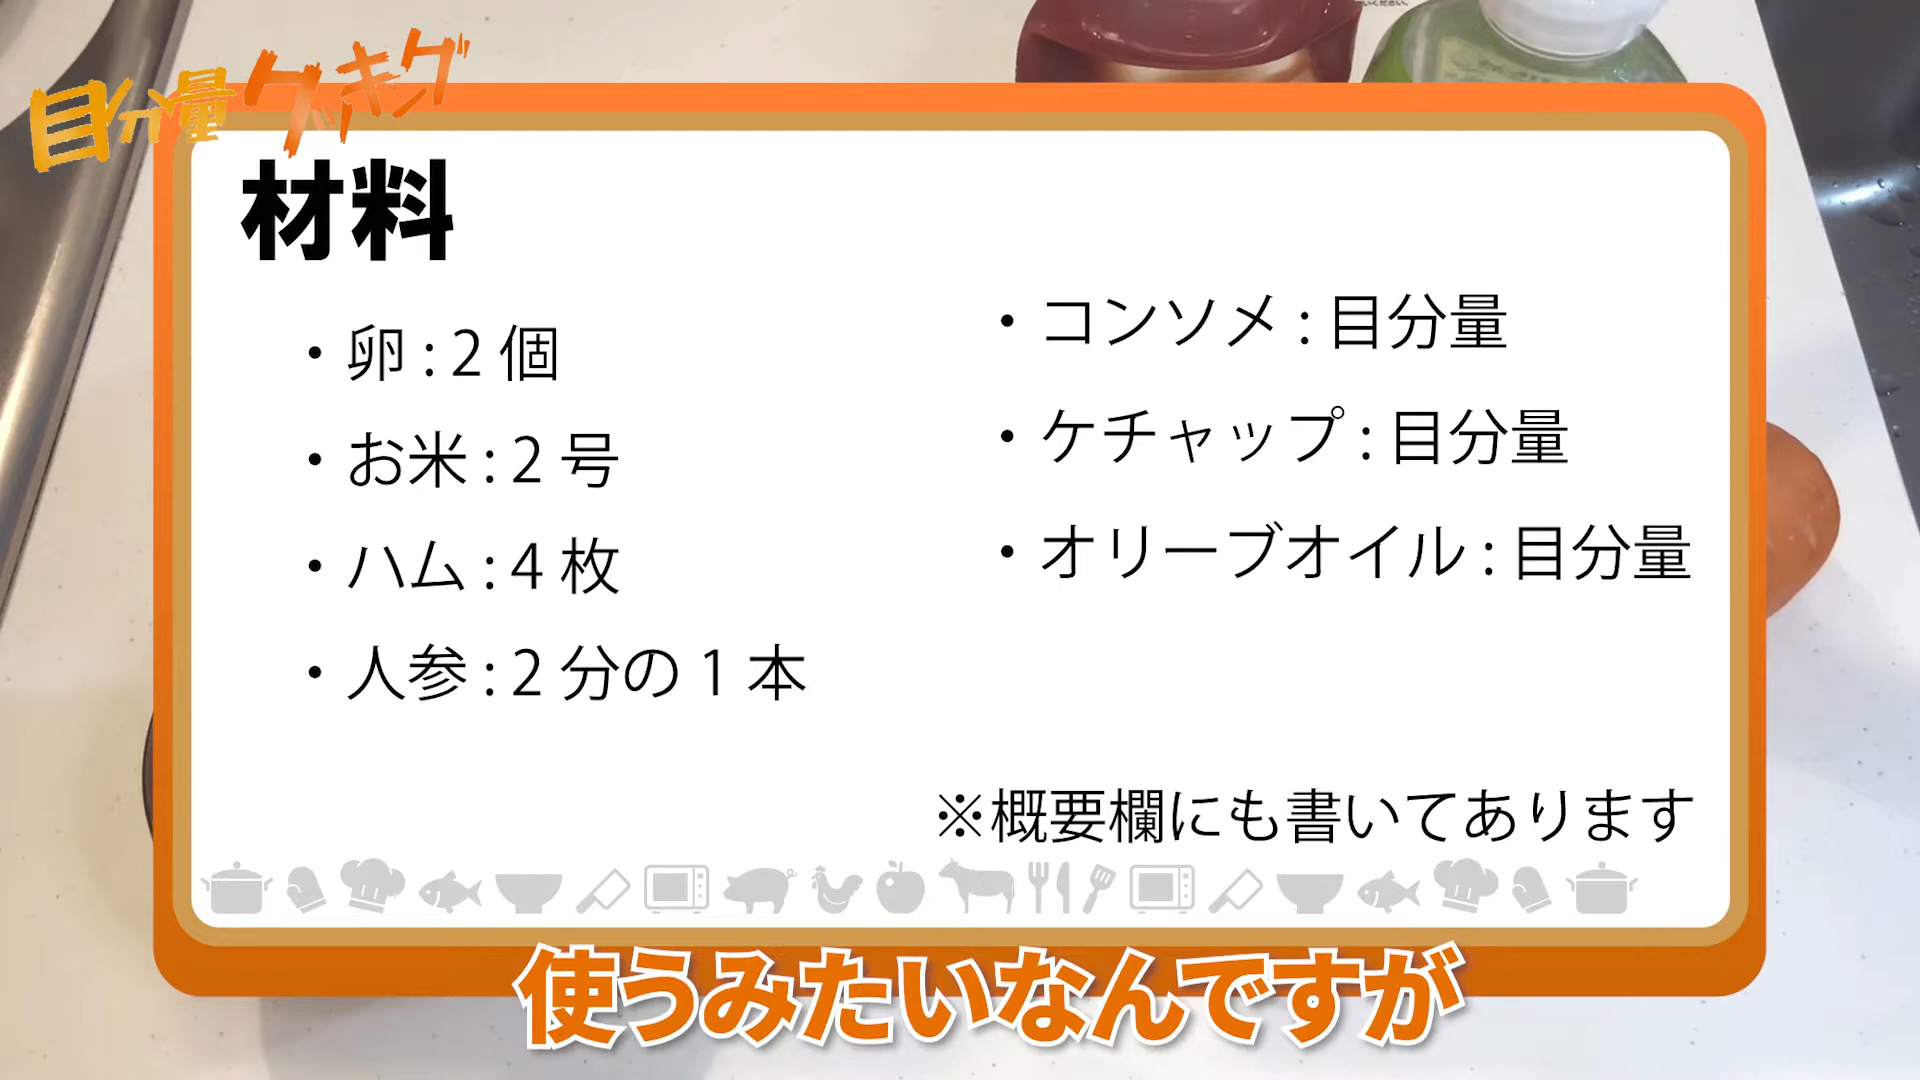 目分量クッキング
材料
・卵:2個
・お米:2号
・ハム:4枚
・人参:2分の1本
・コンソメ:目分量
・ケチャップ:目分量
・オリーブオイル:目分量
※概要欄にも書いてあります
使うみたいなんですが